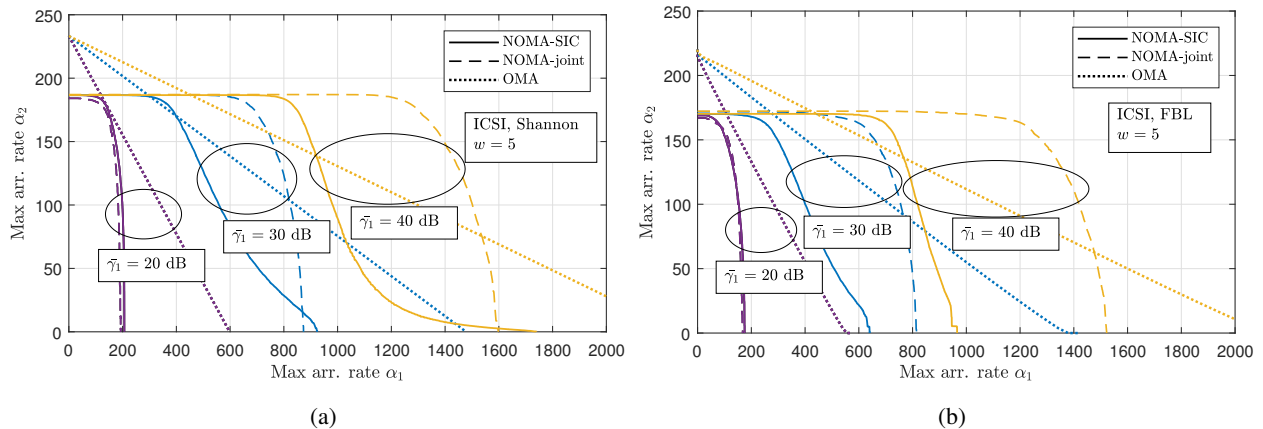 250
200
150
100
50
0
Max arr. rate α₂
NOMA-SIC
NOMA-joint
OMA
ICSI, Shannon
w = 5
γ̄₁ = 20 dB
γ̄₁ = 30 dB
γ̄₁ = 40 dB
0 200 400 600 800 1000 1200 1400 1600 1800 2000
Max arr. rate α₁
(a)
250
200
150
100
50
0
Max arr. rate α₂
NOMA-SIC
NOMA-joint
OMA
ICSI, FBL
w = 5
γ̄₁ = 20 dB
γ̄₁ = 30 dB
γ̄₁ = 40 dB
0 200 400 600 800 1000 1200 1400 1600 1800 2000
Max arr. rate α₁
(b)